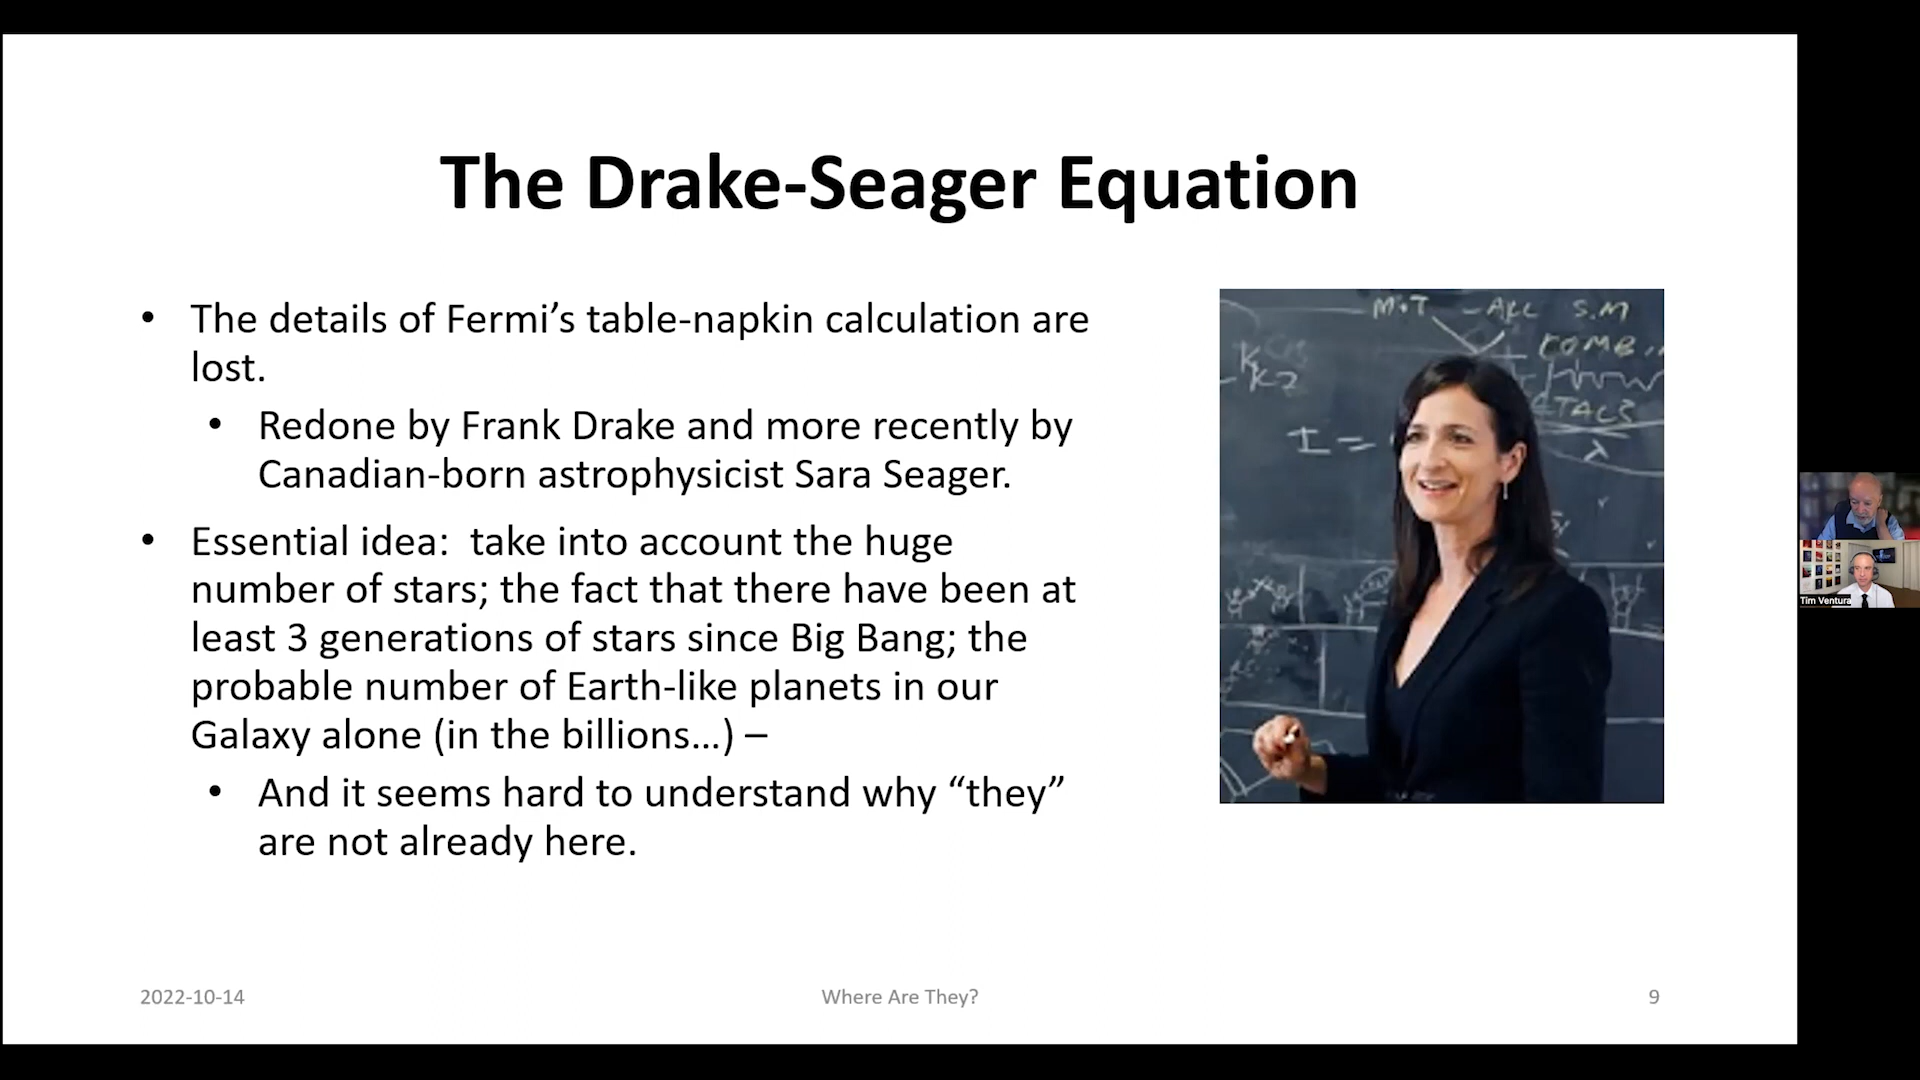 The Drake-Seager Equation
• The details of Fermi’s table-napkin calculation are
lost.
• Redone by Frank Drake and more recently by
Canadian-born astrophysicist Sara Seager.
• Essential idea:  take into account the huge
number of stars; the fact that there have been at
least 3 generations of stars since Big Bang; the
probable number of Earth-like planets in our
Galaxy alone (in the billions…) –
• And it seems hard to understand why “they”
are not already here.
I =
λ
Tim Ventura
2022-10-14
Where Are They?
9